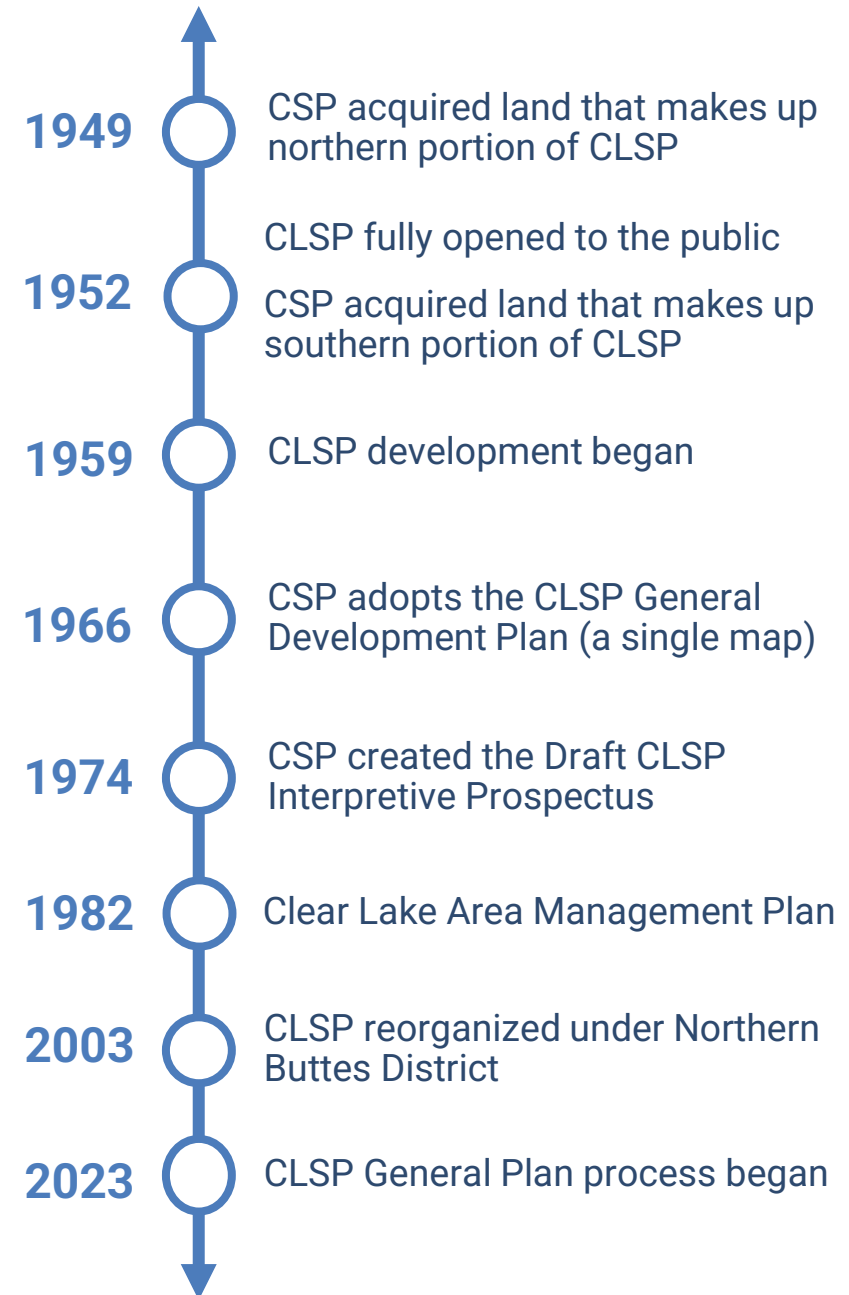 1949
CSP acquired land that makes up
northern portion of CLSP
1952
CLSP fully opened to the public
CSP acquired land that makes up
southern portion of CLSP
1959
CLSP development began
1966
CSP adopts the CLSP General
Development Plan (a single map)
1974
CSP created the Draft CLSP
Interpretive Prospectus
1982
Clear Lake Area Management Plan
2003
CLSP reorganized under Northern
Buttes District
2023
CLSP General Plan process began